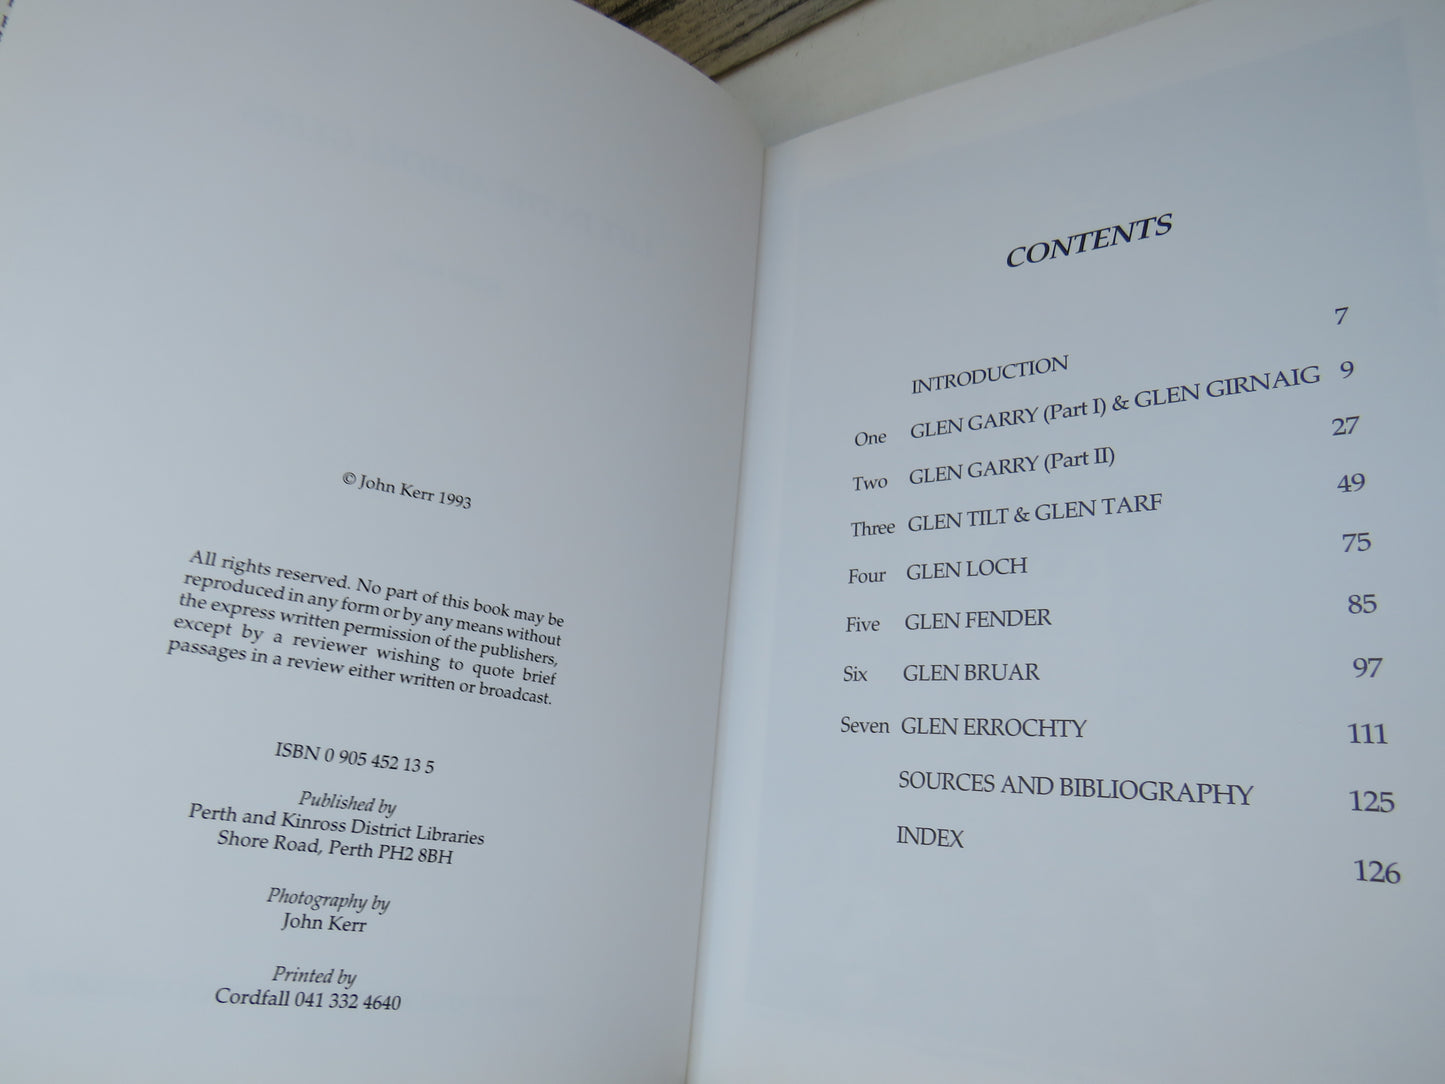 © John Kerr 1993
All rights reserved. No part of this book may be
reproduced in any form or by any means without
the express written permission of the publishers,
except by a reviewer wishing to quote brief
passages in a review either written or broadcast.
ISBN 0 905 452 13 5
Published by
Perth and Kinross District Libraries
Shore Road, Perth PH2 8BH
Photography by
John Kerr
Printed by
Cordfall 041 332 4640
CONTENTS
INTRODUCTION 7
One GLEN GARRY (Part I) & GLEN GIRNAIG 9
Two GLEN GARRY (Part II) 27
Three GLEN TILT & GLEN TARF 49
Four GLEN LOCH 75
Five GLEN FENDER 85
Six GLEN BRUAR 97
Seven GLEN ERROCHTY 111
SOURCES AND BIBLIOGRAPHY 125
INDEX 126